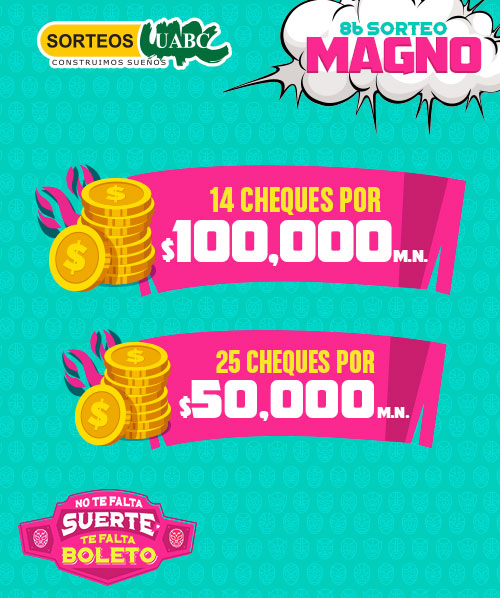 SORTEOS UABC
CONSTRUIMOS SUEÑOS
86 SORTEO
MAGNO
14 CHEQUES POR
$100,000 M.N.
25 CHEQUES POR
$50,000 M.N.
NO TE FALTA
SUERTE,
TE FALTA
BOLETO